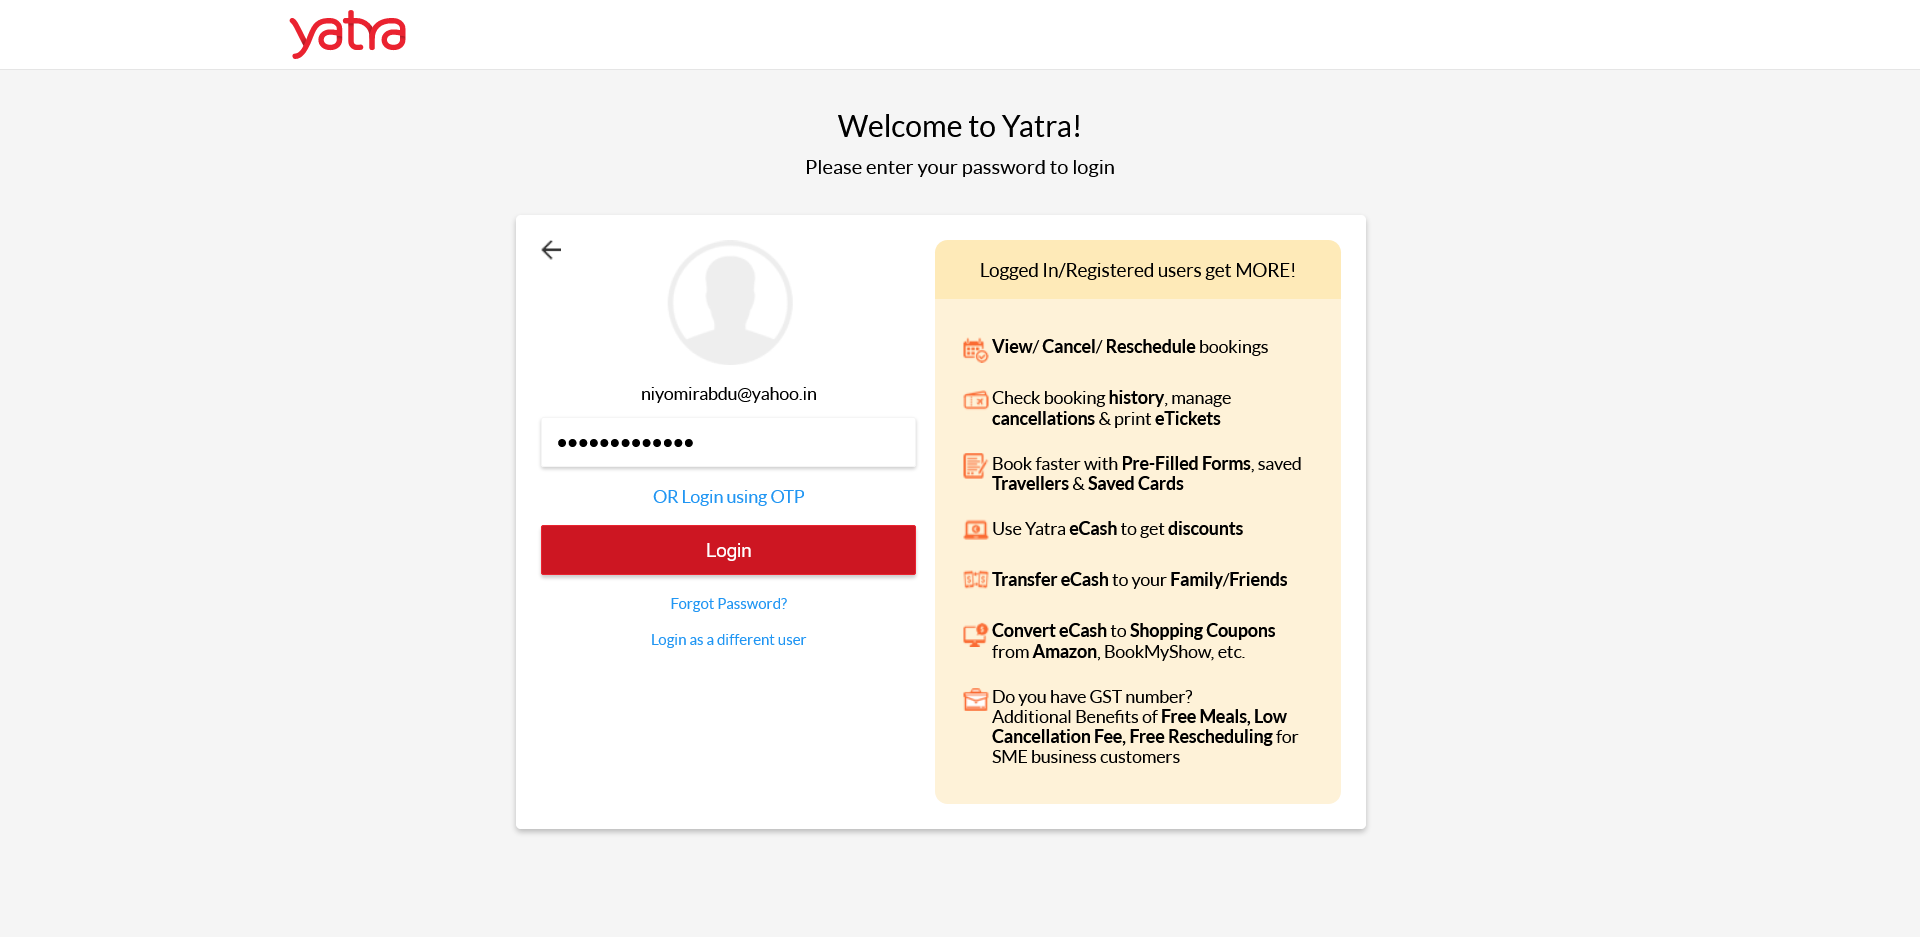 yatra
Welcome to Yatra!
Please enter your password to login
niyomirabdu@yahoo.in
•••••••••••••
OR Login using OTP
Login
Forgot Password?
Login as a different user
Logged In/Registered users get MORE!
View/ Cancel/ Reschedule bookings
Check booking history, manage
cancellations & print eTickets
Book faster with Pre-Filled Forms, saved
Travellers & Saved Cards
Use Yatra eCash to get discounts
Transfer eCash to your Family/Friends
Convert eCash to Shopping Coupons
from Amazon, BookMyShow, etc.
Do you have GST number?
Additional Benefits of Free Meals, Low
Cancellation Fee, Free Rescheduling for
SME business customers